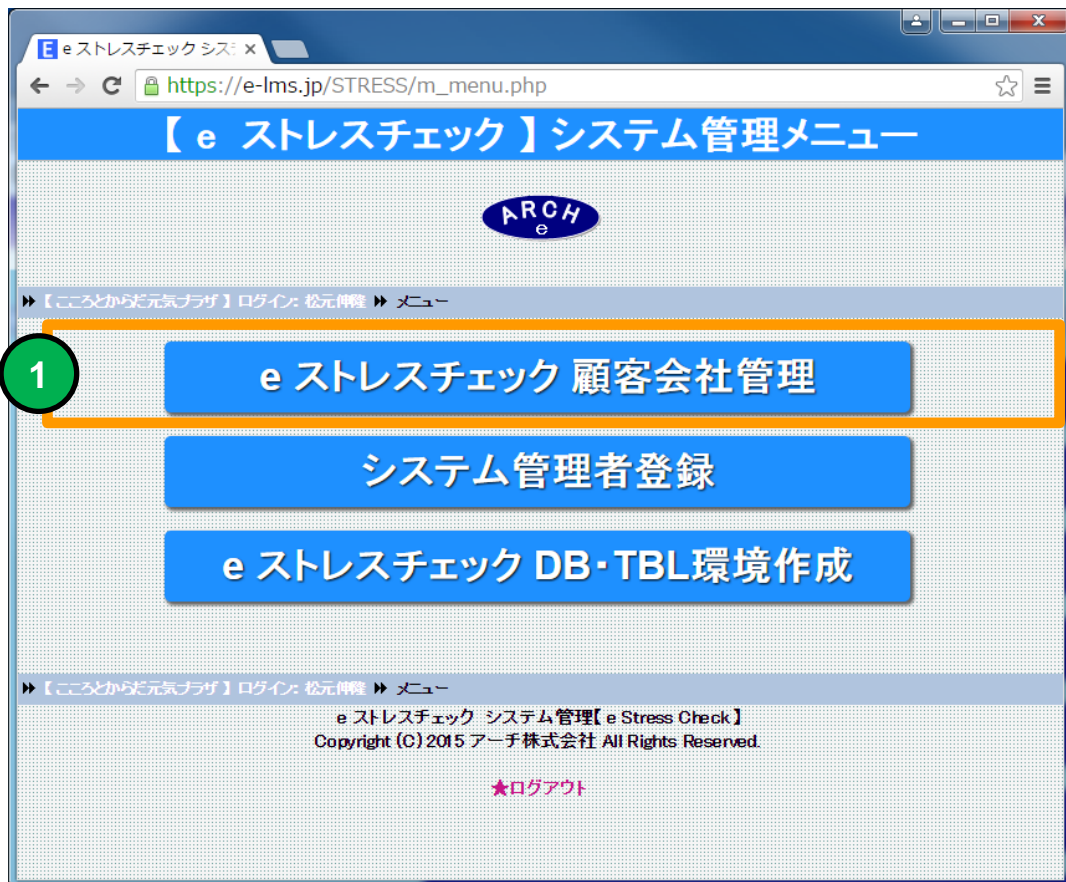 E e ストレスチェック シス
https://e-lms.jp/STRESS/m_menu.php
【 e ストレスチェック 】システム管理メニュー
ARCH
e
【 こころとからだ元気プラザ 】 ログイン: 松元伸隆 メニュー
1
e ストレスチェック 顧客会社管理
システム管理者登録
e ストレスチェック DB・TBL環境作成
【 こころとからだ元気プラザ 】 ログイン: 松元伸隆 メニュー
e ストレスチェック システム管理【 e Stress Check 】
Copyright (C) 2015 アーチ株式会社 All Rights Reserved.
★ログアウト